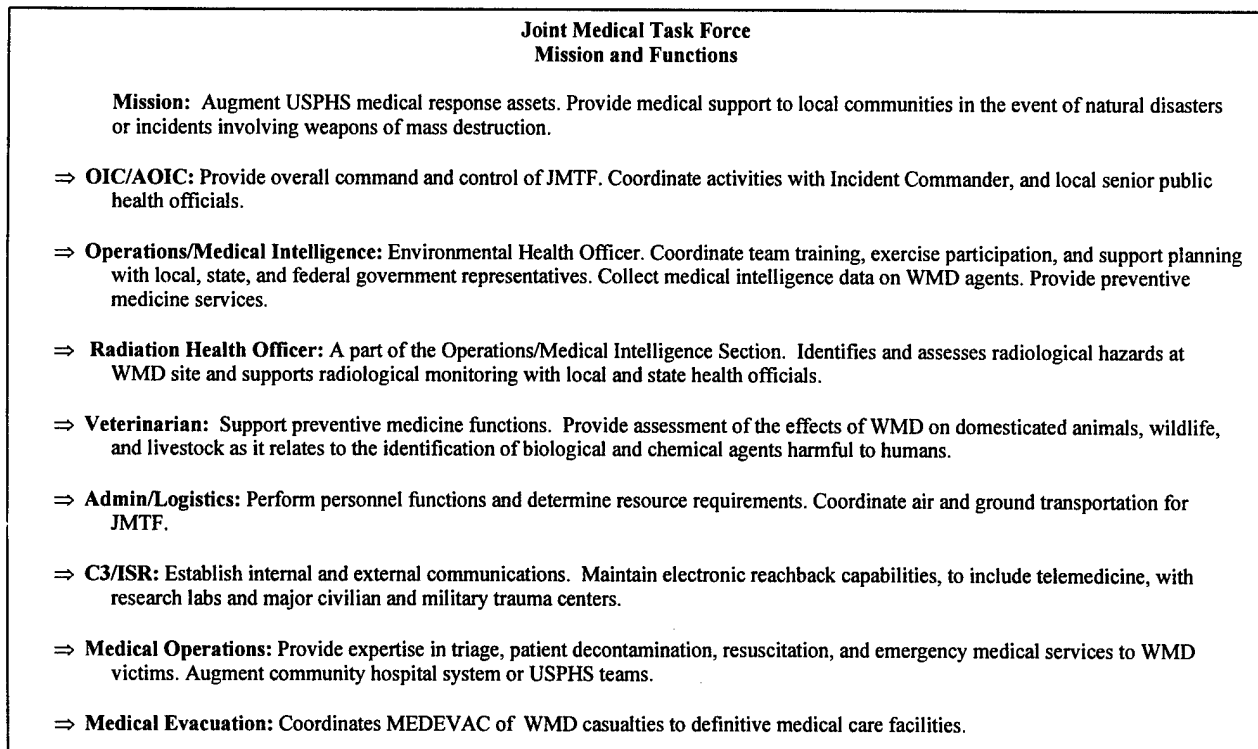 Joint Medical Task Force
Mission and Functions
Mission: Augment USPHS medical response assets. Provide medical support to local communities in the event of natural disasters
or incidents involving weapons of mass destruction.
⇒ OIC/AOIC: Provide overall command and control of JMTF. Coordinate activities with Incident Commander, and local senior public
health officials.
⇒ Operations/Medical Intelligence: Environmental Health Officer. Coordinate team training, exercise participation, and support planning
with local, state, and federal government representatives. Collect medical intelligence data on WMD agents. Provide preventive
medicine services.
⇒ Radiation Health Officer: A part of the Operations/Medical Intelligence Section. Identifies and assesses radiological hazards at
WMD site and supports radiological monitoring with local and state health officials.
⇒ Veterinarian: Support preventive medicine functions. Provide assessment of the effects of WMD on domesticated animals, wildlife,
and livestock as it relates to the identification of biological and chemical agents harmful to humans.
⇒ Admin/Logistics: Perform personnel functions and determine resource requirements. Coordinate air and ground transportation for
JMTF.
⇒ C3/ISR: Establish internal and external communications. Maintain electronic reachback capabilities, to include telemedicine, with
research labs and major civilian and military trauma centers.
⇒ Medical Operations: Provide expertise in triage, patient decontamination, resuscitation, and emergency medical services to WMD
victims. Augment community hospital system or USPHS teams.
⇒ Medical Evacuation: Coordinates MEDEVAC of WMD casualties to definitive medical care facilities.